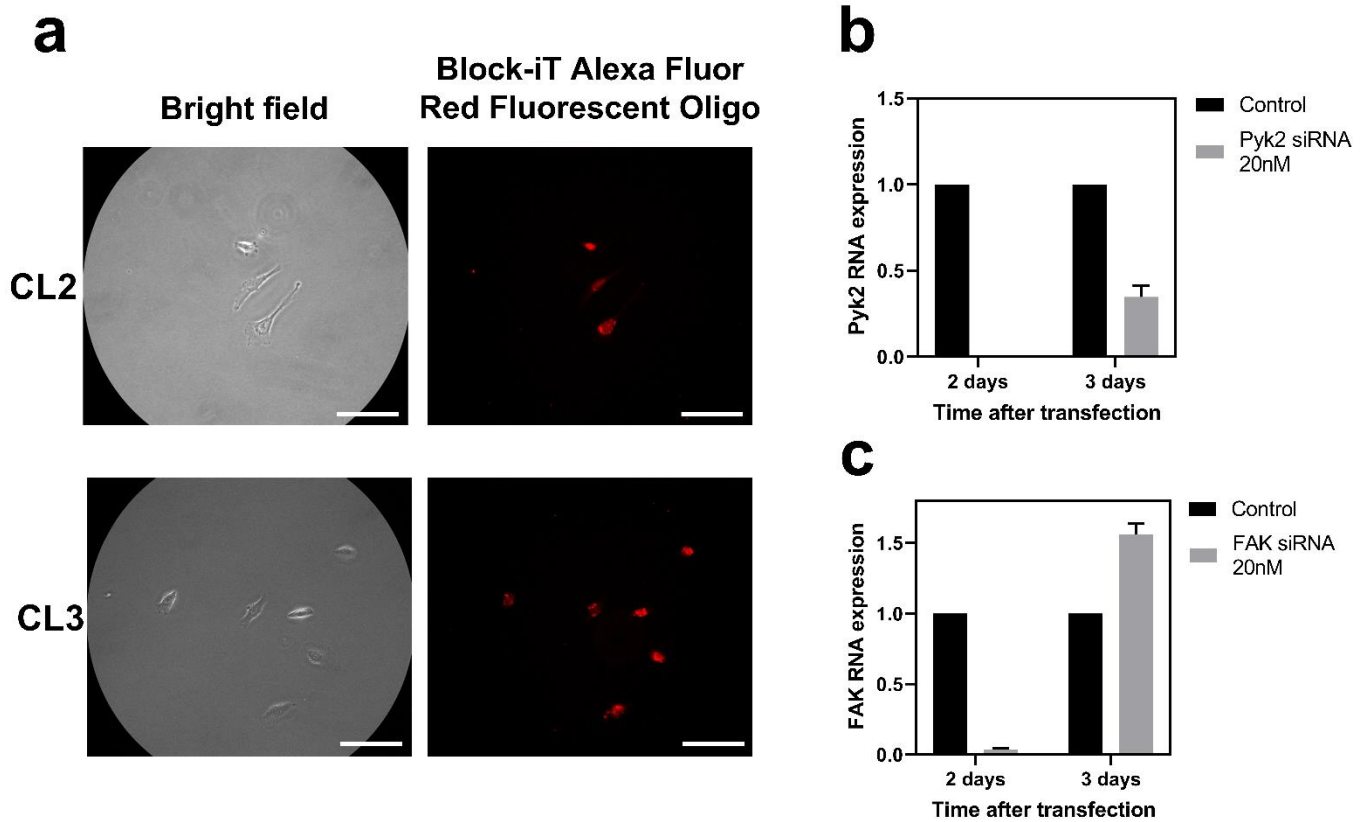 a
Bright field
Block-iT Alexa Fluor
Red Fluorescent Oligo
CL2
CL3
b
1.5
1.0
0.5
0.0
Pyk2 RNA expression
2 days
3 days
Time after transfection
Control
Pyk2 siRNA
20nM
c
1.5
1.0
0.5
0.0
FAK RNA expression
2 days
3 days
Time after transfection
Control
FAK siRNA
20nM